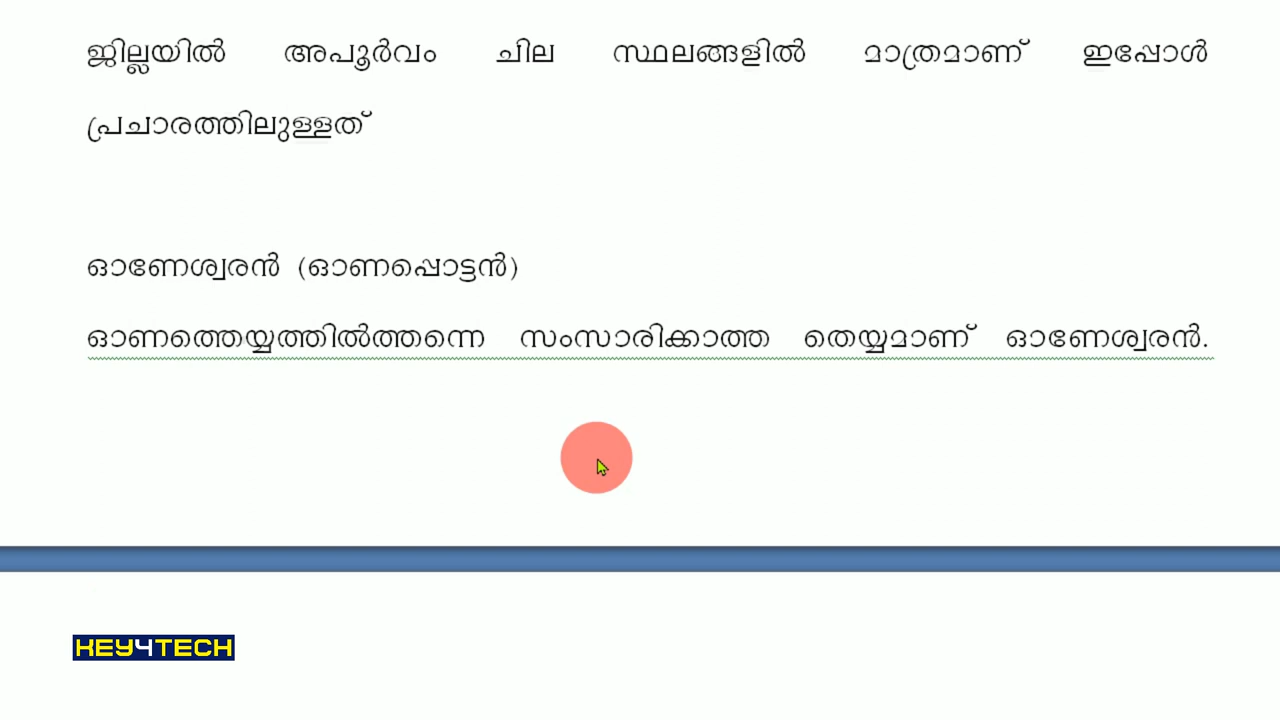 ജില്ലയിൽ അപൂർവം ചില സ്ഥലങ്ങളിൽ മാത്രമാണ് ഇപ്പോൾ
പ്രചാരത്തിലുള്ളത്
ഓണേശ്വരൻ (ഓണപ്പൊട്ടൻ)
ഓണത്തെയ്യത്തിൽത്തന്നെ സംസാരിക്കാത്ത തെയ്യമാണ് ഓണേശ്വരൻ.
KEY4TECH